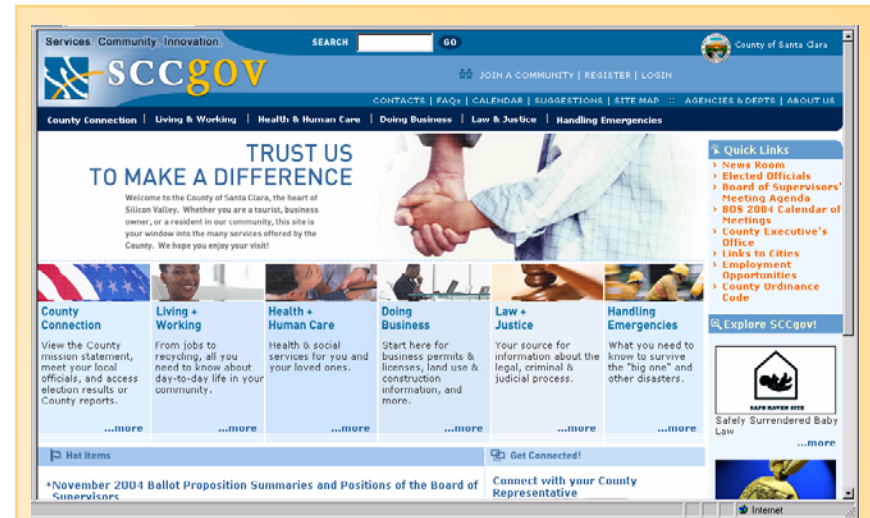 Services. Community. Innovation.
SEARCH GO
County of Santa Clara
SCCgov
JOIN A COMMUNITY | REGISTER | LOGIN
CONTACTS | FAQs | CALENDAR | SUGGESTIONS | SITE MAP :: AGENCIES & DEPTS | ABOUT US
County Connection | Living & Working | Health & Human Care | Doing Business | Law & Justice | Handling Emergencies
TRUST US
TO MAKE A DIFFERENCE
Welcome to the County of Santa Clara, the heart of
Silicon Valley. Whether you are a tourist, business
owner, or a resident in our community, this site is
your window into the many services offered by the
County. We hope you enjoy your visit!
County
Connection
View the County
mission statement,
meet your local
officials, and access
election results or
County reports.
...more
Living +
Working
From jobs to
recycling, all you
need to know about
day-to-day life in your
community.
...more
Health +
Human Care
Health & social
services for you and
your loved ones.
...more
Doing
Business
Start here for
business permits &
licenses, land use &
construction
information, and
more.
...more
Law +
Justice
Your source for
information about the
legal, criminal &
judicial process.
...more
Handling
Emergencies
What you need to
know to survive
the "big one" and
other disasters.
...more
Quick Links
> News Room
> Elected Officials
> Board of Supervisors'
Meeting Agenda
> BOS 2004 Calendar of
Meetings
> County Executive's
Office
> Links to Cities
> Employment
Opportunities
> County Ordinance
Code
Explore SCCgov!
SAFE HAVEN SITE
Safely Surrendered Baby
Law
...more
Hot Items
November 2004 Ballot Proposition Summaries and Positions of the Board of
Supervisors
Get Connected!
Connect with your County
Representative
Internet